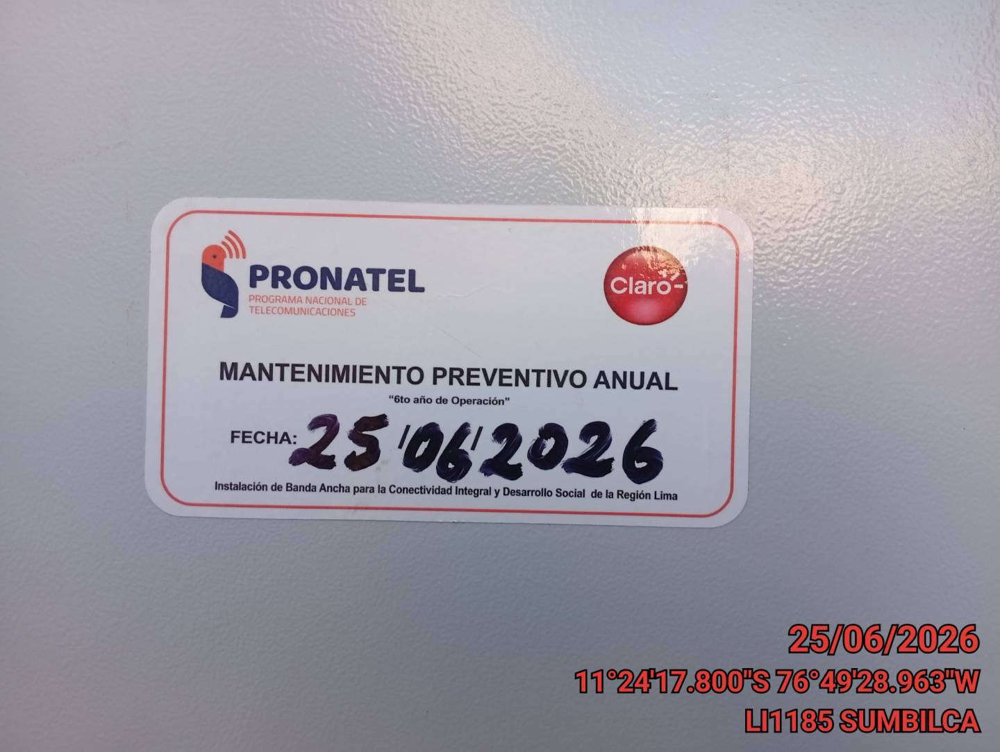 PRONATEL
PROGRAMA NACIONAL DE
TELECOMUNICACIONES
Claro
MANTENIMIENTO PREVENTIVO ANUAL
“6to año de Operación”
FECHA: 25/06/2026
Instalación de Banda Ancha para la Conectividad Integral y Desarrollo Social de la Región Lima
25/06/2026
11°24'17.800"S 76°49'28.963"W
LI1185 SUMBILCA